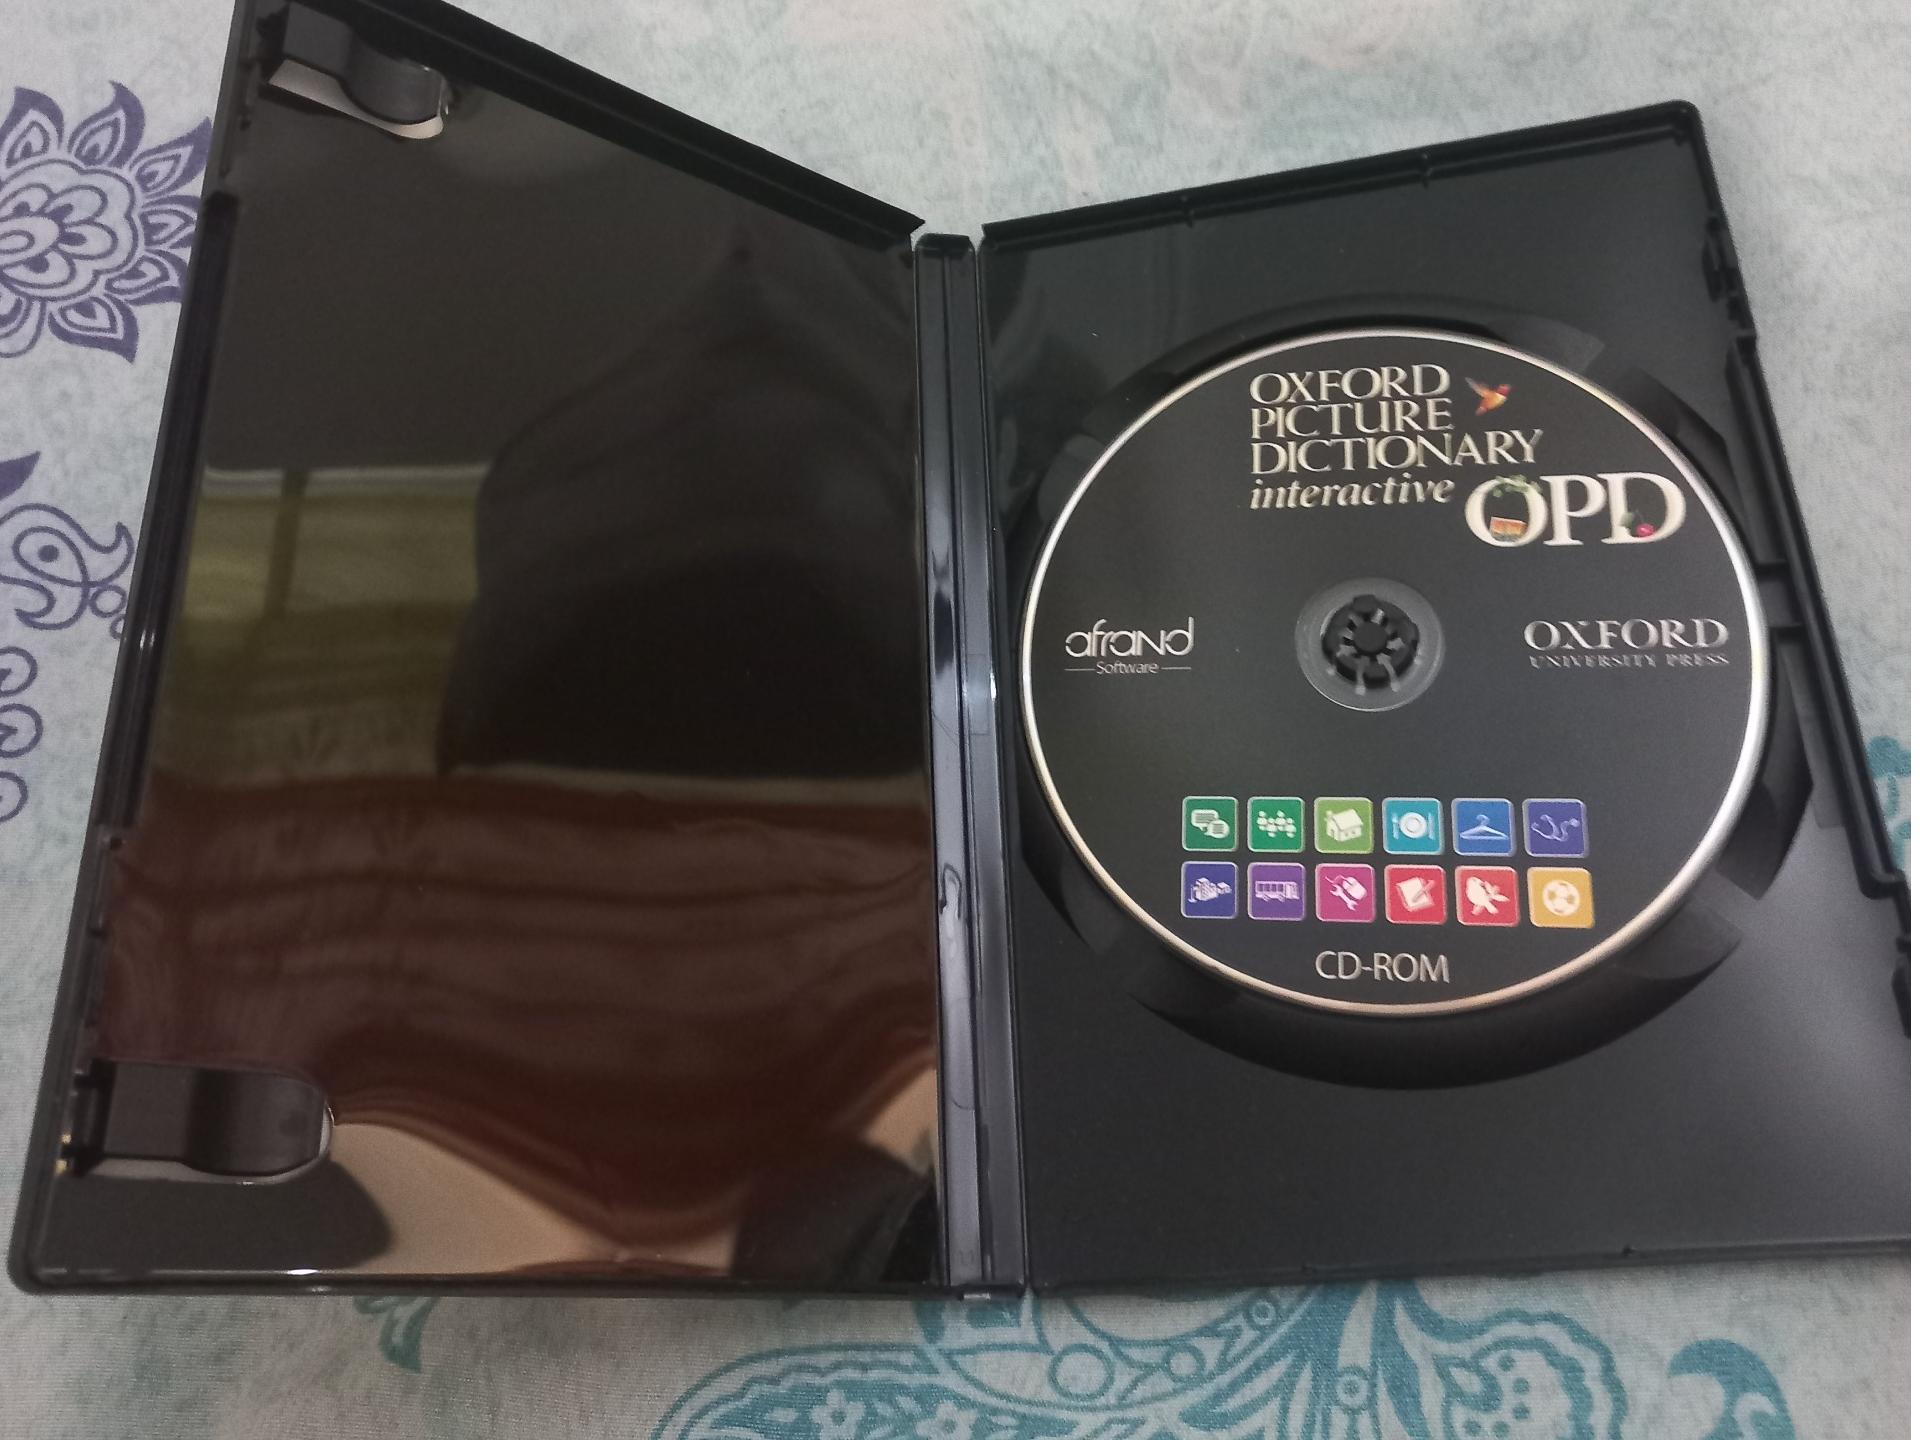 OXFORD
PICTURE
DICTIONARY
interactive OPD
afrand
Software
OXFORD
UNIVERSITY PRESS
CD-ROM